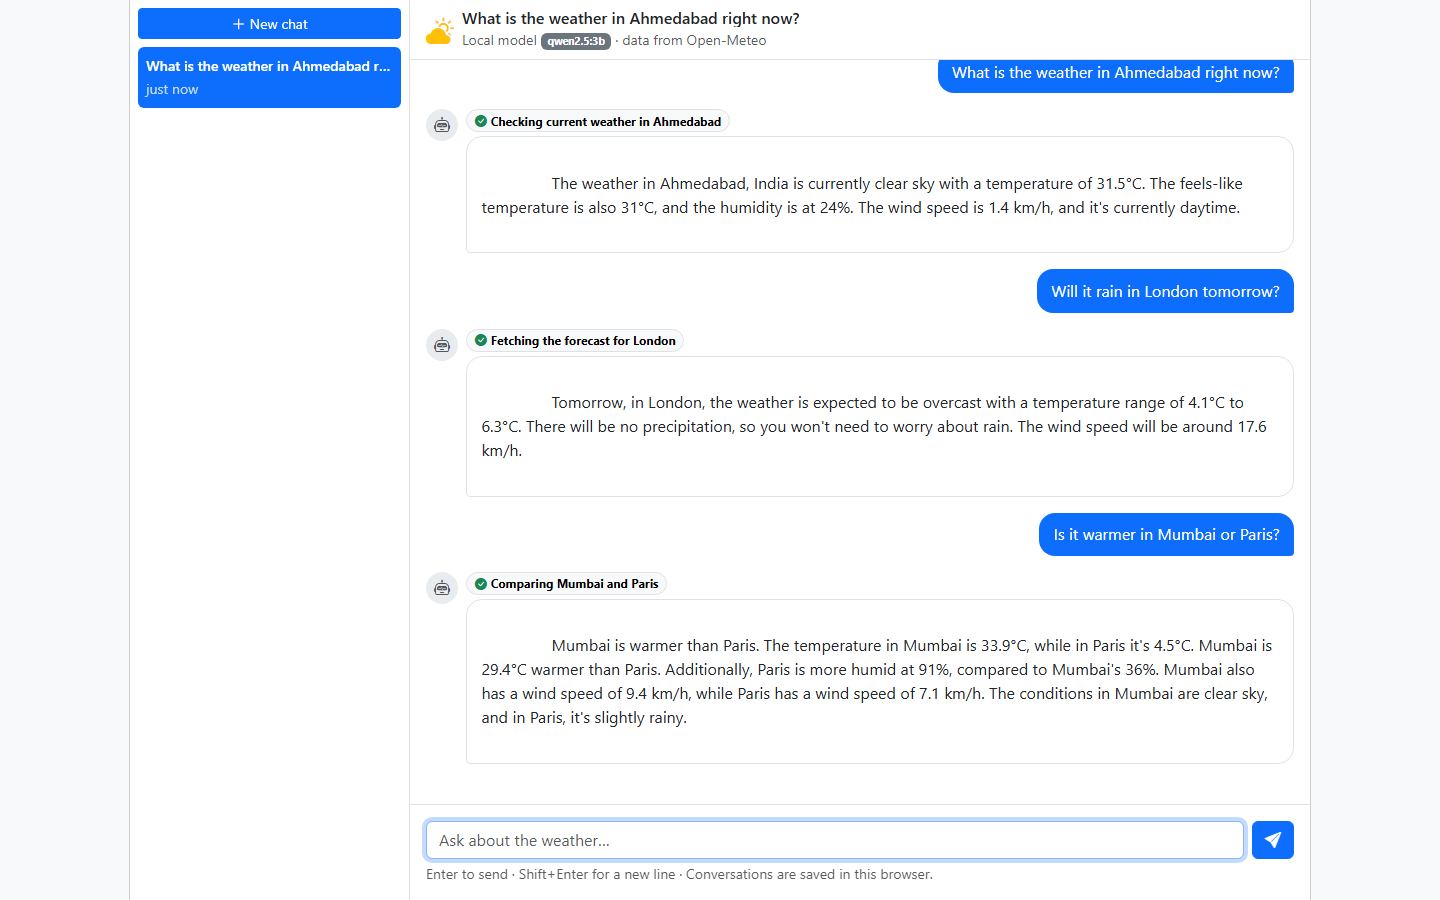 + New chat
What is the weather in Ahmedabad r...
just now
What is the weather in Ahmedabad right now?
Local model qwen2.5:3b · data from Open-Meteo
What is the weather in Ahmedabad right now?
Checking current weather in Ahmedabad
The weather in Ahmedabad, India is currently clear sky with a temperature of 31.5°C. The feels-like
temperature is also 31°C, and the humidity is at 24%. The wind speed is 1.4 km/h, and it's currently daytime.
Will it rain in London tomorrow?
Fetching the forecast for London
Tomorrow, in London, the weather is expected to be overcast with a temperature range of 4.1°C to
6.3°C. There will be no precipitation, so you won't need to worry about rain. The wind speed will be around 17.6
km/h.
Is it warmer in Mumbai or Paris?
Comparing Mumbai and Paris
Mumbai is warmer than Paris. The temperature in Mumbai is 33.9°C, while in Paris it's 4.5°C. Mumbai is
29.4°C warmer than Paris. Additionally, Paris is more humid at 91%, compared to Mumbai's 36%. Mumbai also
has a wind speed of 9.4 km/h, while Paris has a wind speed of 7.1 km/h. The conditions in Mumbai are clear sky,
and in Paris, it's slightly rainy.
Ask about the weather...
Enter to send · Shift+Enter for a new line · Conversations are saved in this browser.